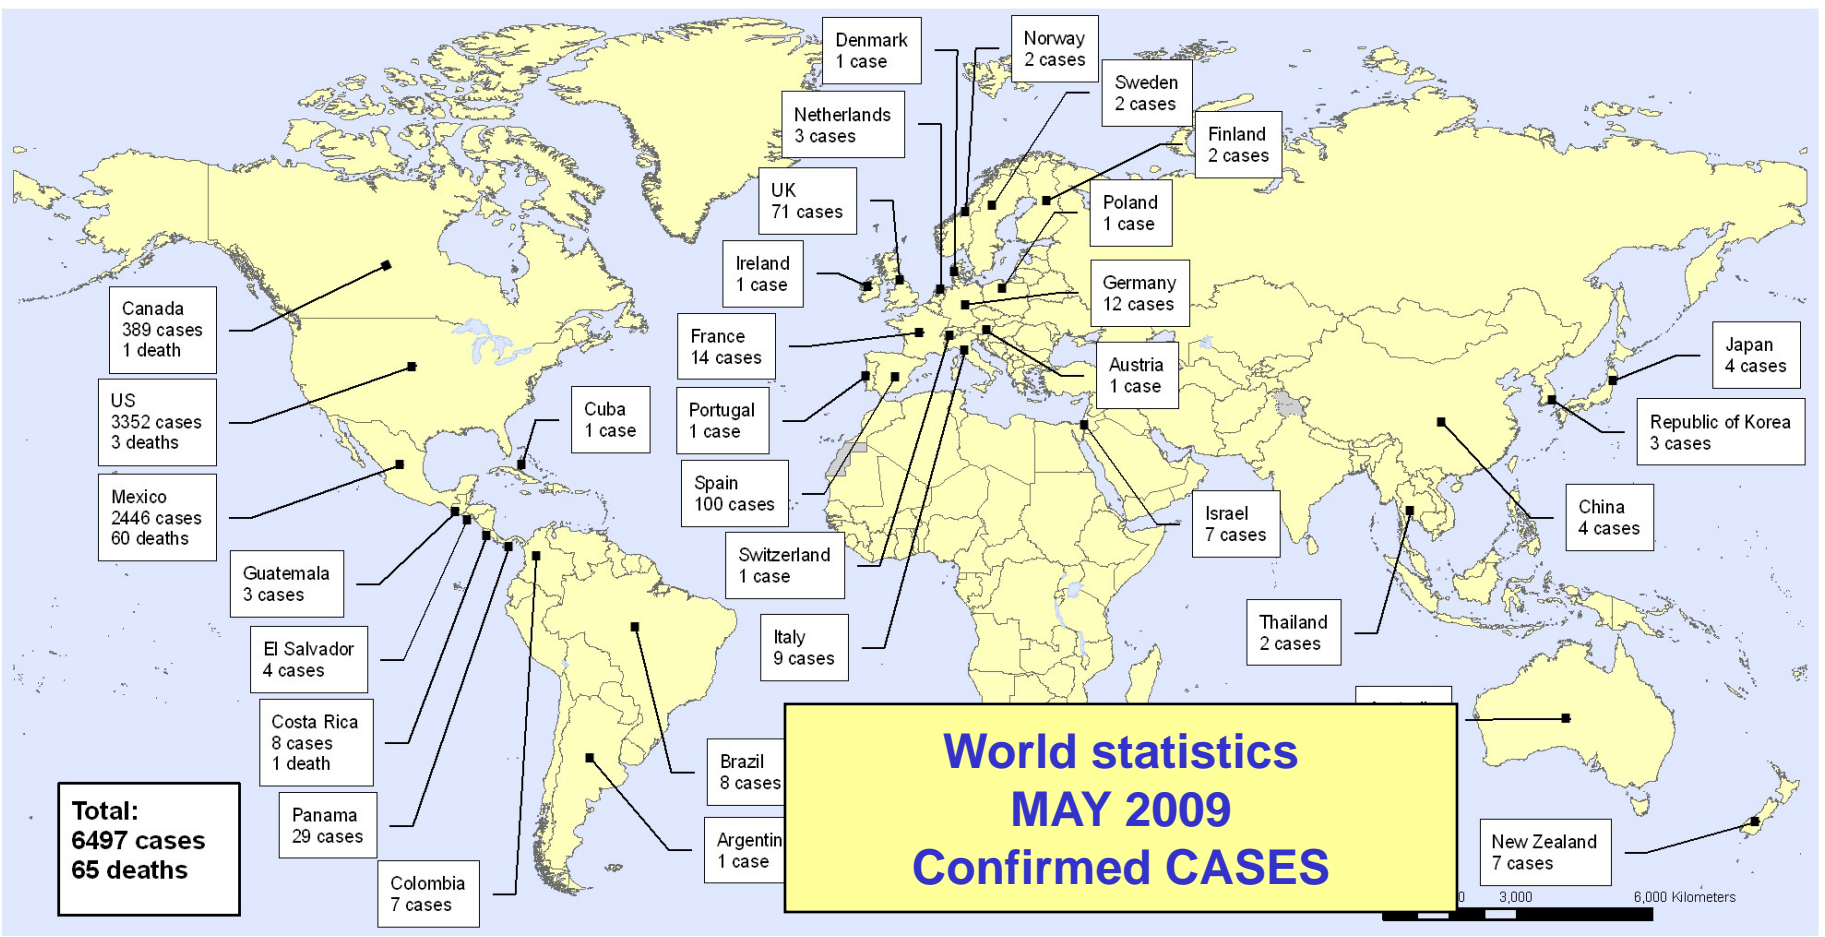 Denmark
1 case
Norway
2 cases
Sweden
2 cases
Netherlands
3 cases
Finland
2 cases
UK
71 cases
Poland
1 case
Ireland
1 case
Germany
12 cases
Canada
389 cases
1 death
France
14 cases
Japan
4 cases
Austria
1 case
US
3352 cases
3 deaths
Cuba
1 case
Portugal
1 case
Republic of Korea
3 cases
Spain
100 cases
Mexico
2446 cases
60 deaths
Israel
7 cases
China
4 cases
Switzerland
1 case
Guatemala
3 cases
Thailand
2 cases
Italy
9 cases
El Salvador
4 cases
Costa Rica
8 cases
1 death
Brazil
8 cases
World statistics
MAY 2009
Confirmed CASES
Total:
6497 cases
65 deaths
Panama
29 cases
Argentin
1 case
New Zealand
7 cases
Colombia
7 cases
0 3,000 6,000 Kilometers